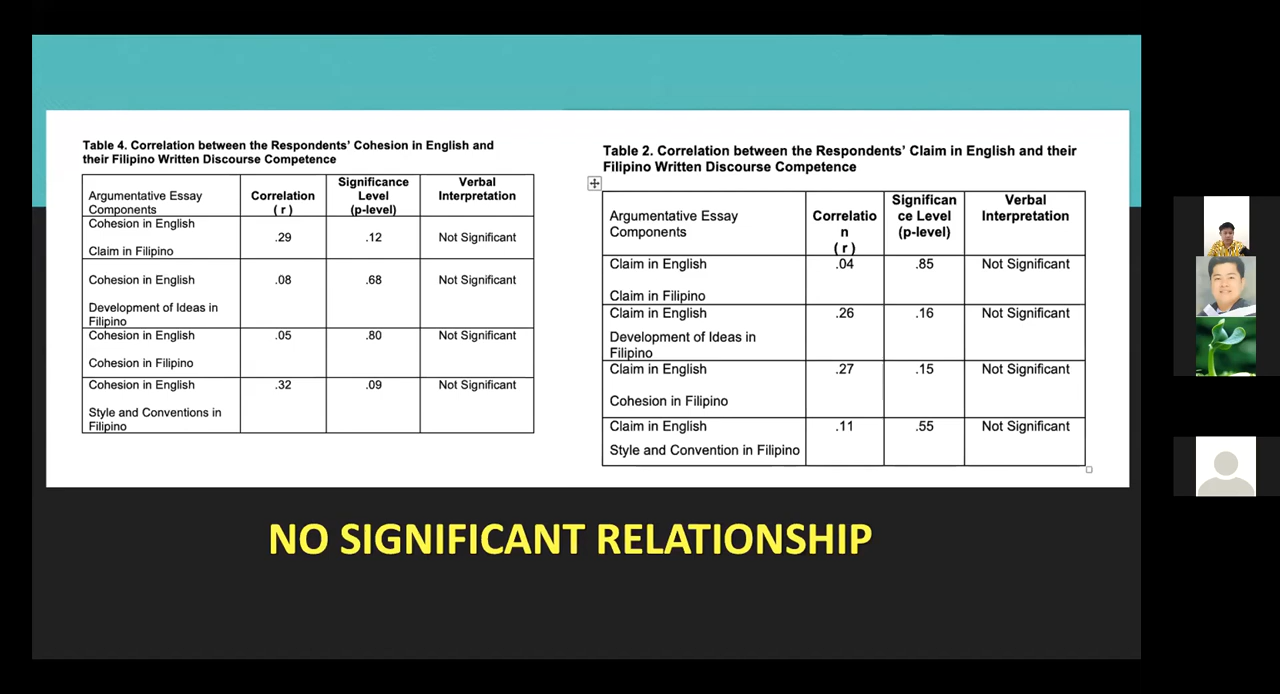 Table 4. Correlation between the Respondents' Cohesion in English and
their Filipino Written Discourse Competence
Argumentative Essay
Components
Correlation
( r )
Significance
Level
(p-level)
Verbal
Interpretation
Cohesion in English
Claim in Filipino
.29
.12
Not Significant
Cohesion in English
Development of Ideas in
Filipino
.08
.68
Not Significant
Cohesion in English
Cohesion in Filipino
.05
.80
Not Significant
Cohesion in English
Style and Conventions in
Filipino
.32
.09
Not Significant
Table 2. Correlation between the Respondents' Claim in English and their
Filipino Written Discourse Competence
Argumentative Essay
Components
Correlatio
n
( r )
Significan
ce Level
(p-level)
Verbal
Interpretation
Claim in English
Claim in Filipino
.04
.85
Not Significant
Claim in English
Development of Ideas in
Filipino
.26
.16
Not Significant
Claim in English
Cohesion in Filipino
.27
.15
Not Significant
Claim in English
Style and Convention in Filipino
.11
.55
Not Significant
NO SIGNIFICANT RELATIONSHIP